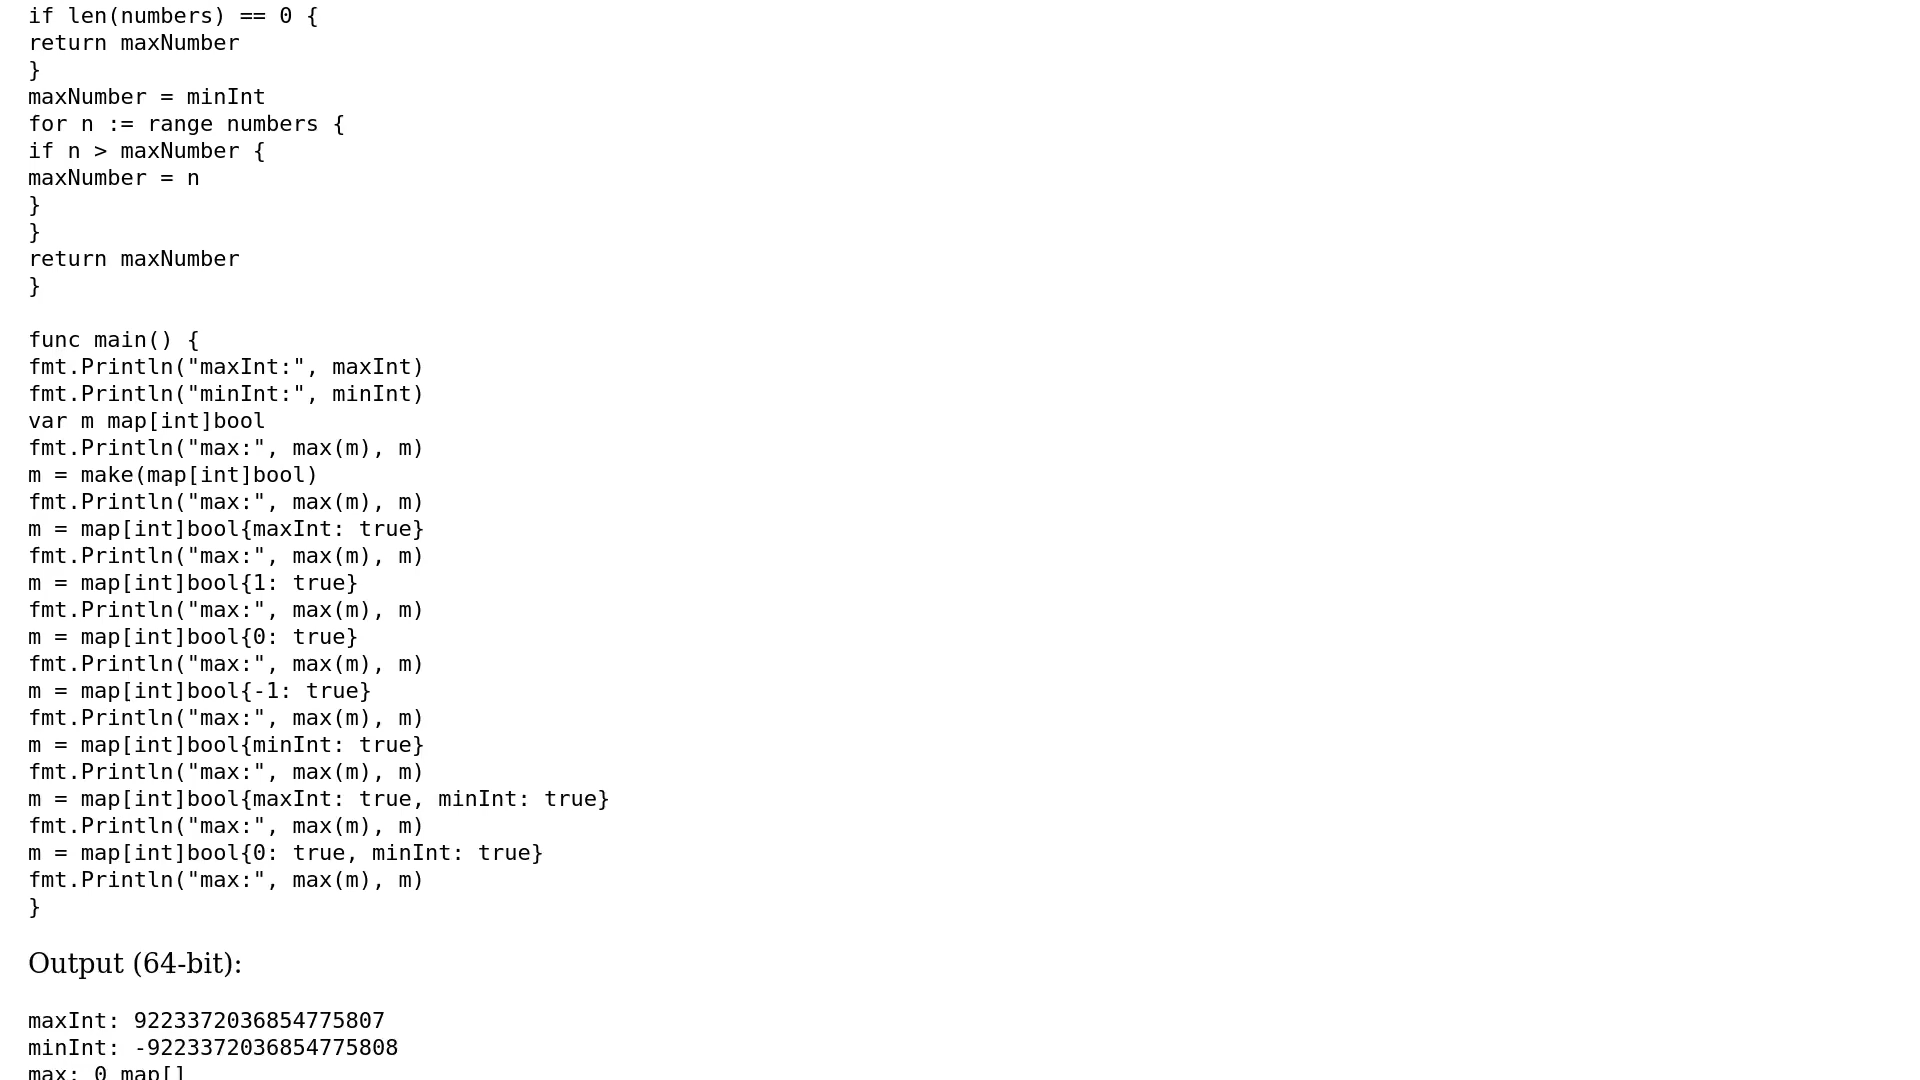 if len(numbers) == 0 {
return maxNumber
}
maxNumber = minInt
for n := range numbers {
if n > maxNumber {
maxNumber = n
}
}
return maxNumber
}

func main() {
fmt.Println("maxInt:", maxInt)
fmt.Println("minInt:", minInt)
var m map[int]bool
fmt.Println("max:", max(m), m)
m = make(map[int]bool)
fmt.Println("max:", max(m), m)
m = map[int]bool{maxInt: true}
fmt.Println("max:", max(m), m)
m = map[int]bool{1: true}
fmt.Println("max:", max(m), m)
m = map[int]bool{0: true}
fmt.Println("max:", max(m), m)
m = map[int]bool{-1: true}
fmt.Println("max:", max(m), m)
m = map[int]bool{minInt: true}
fmt.Println("max:", max(m), m)
m = map[int]bool{maxInt: true, minInt: true}
fmt.Println("max:", max(m), m)
m = map[int]bool{0: true, minInt: true}
fmt.Println("max:", max(m), m)
}

Output (64-bit):

maxInt: 9223372036854775807
minInt: -9223372036854775808
max: 0 map[]